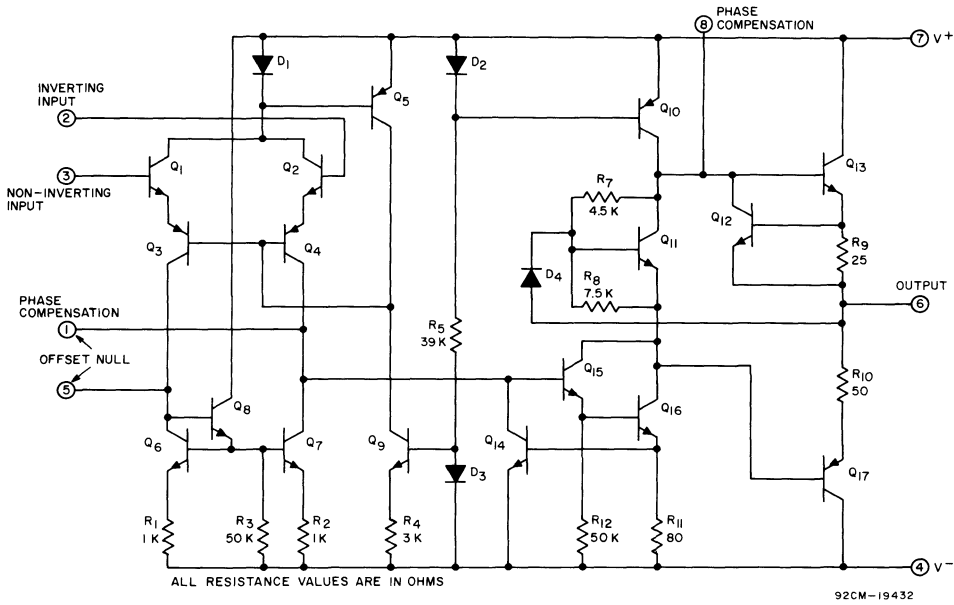 PHASE
⑧ COMPENSATION
⑦ V+
D1
D2
INVERTING
INPUT
②
Q5
Q10
Q1
Q2
③
NON-INVERTING
INPUT
Q13
R7
4.5 K
Q12
Q3
Q4
Q11
R9
25
D4
R8
7.5 K
OUTPUT
⑥
PHASE
COMPENSATION
①
R5
39 K
OFFSET NULL
⑤
Q15
R10
50
Q8
Q16
Q6
Q7
Q9
Q14
D3
Q17
R1
1 K
R3
50 K
R2
1K
R4
3 K
R12
50 K
R11
80
④ V-
ALL RESISTANCE VALUES ARE IN OHMS
92CM-19432